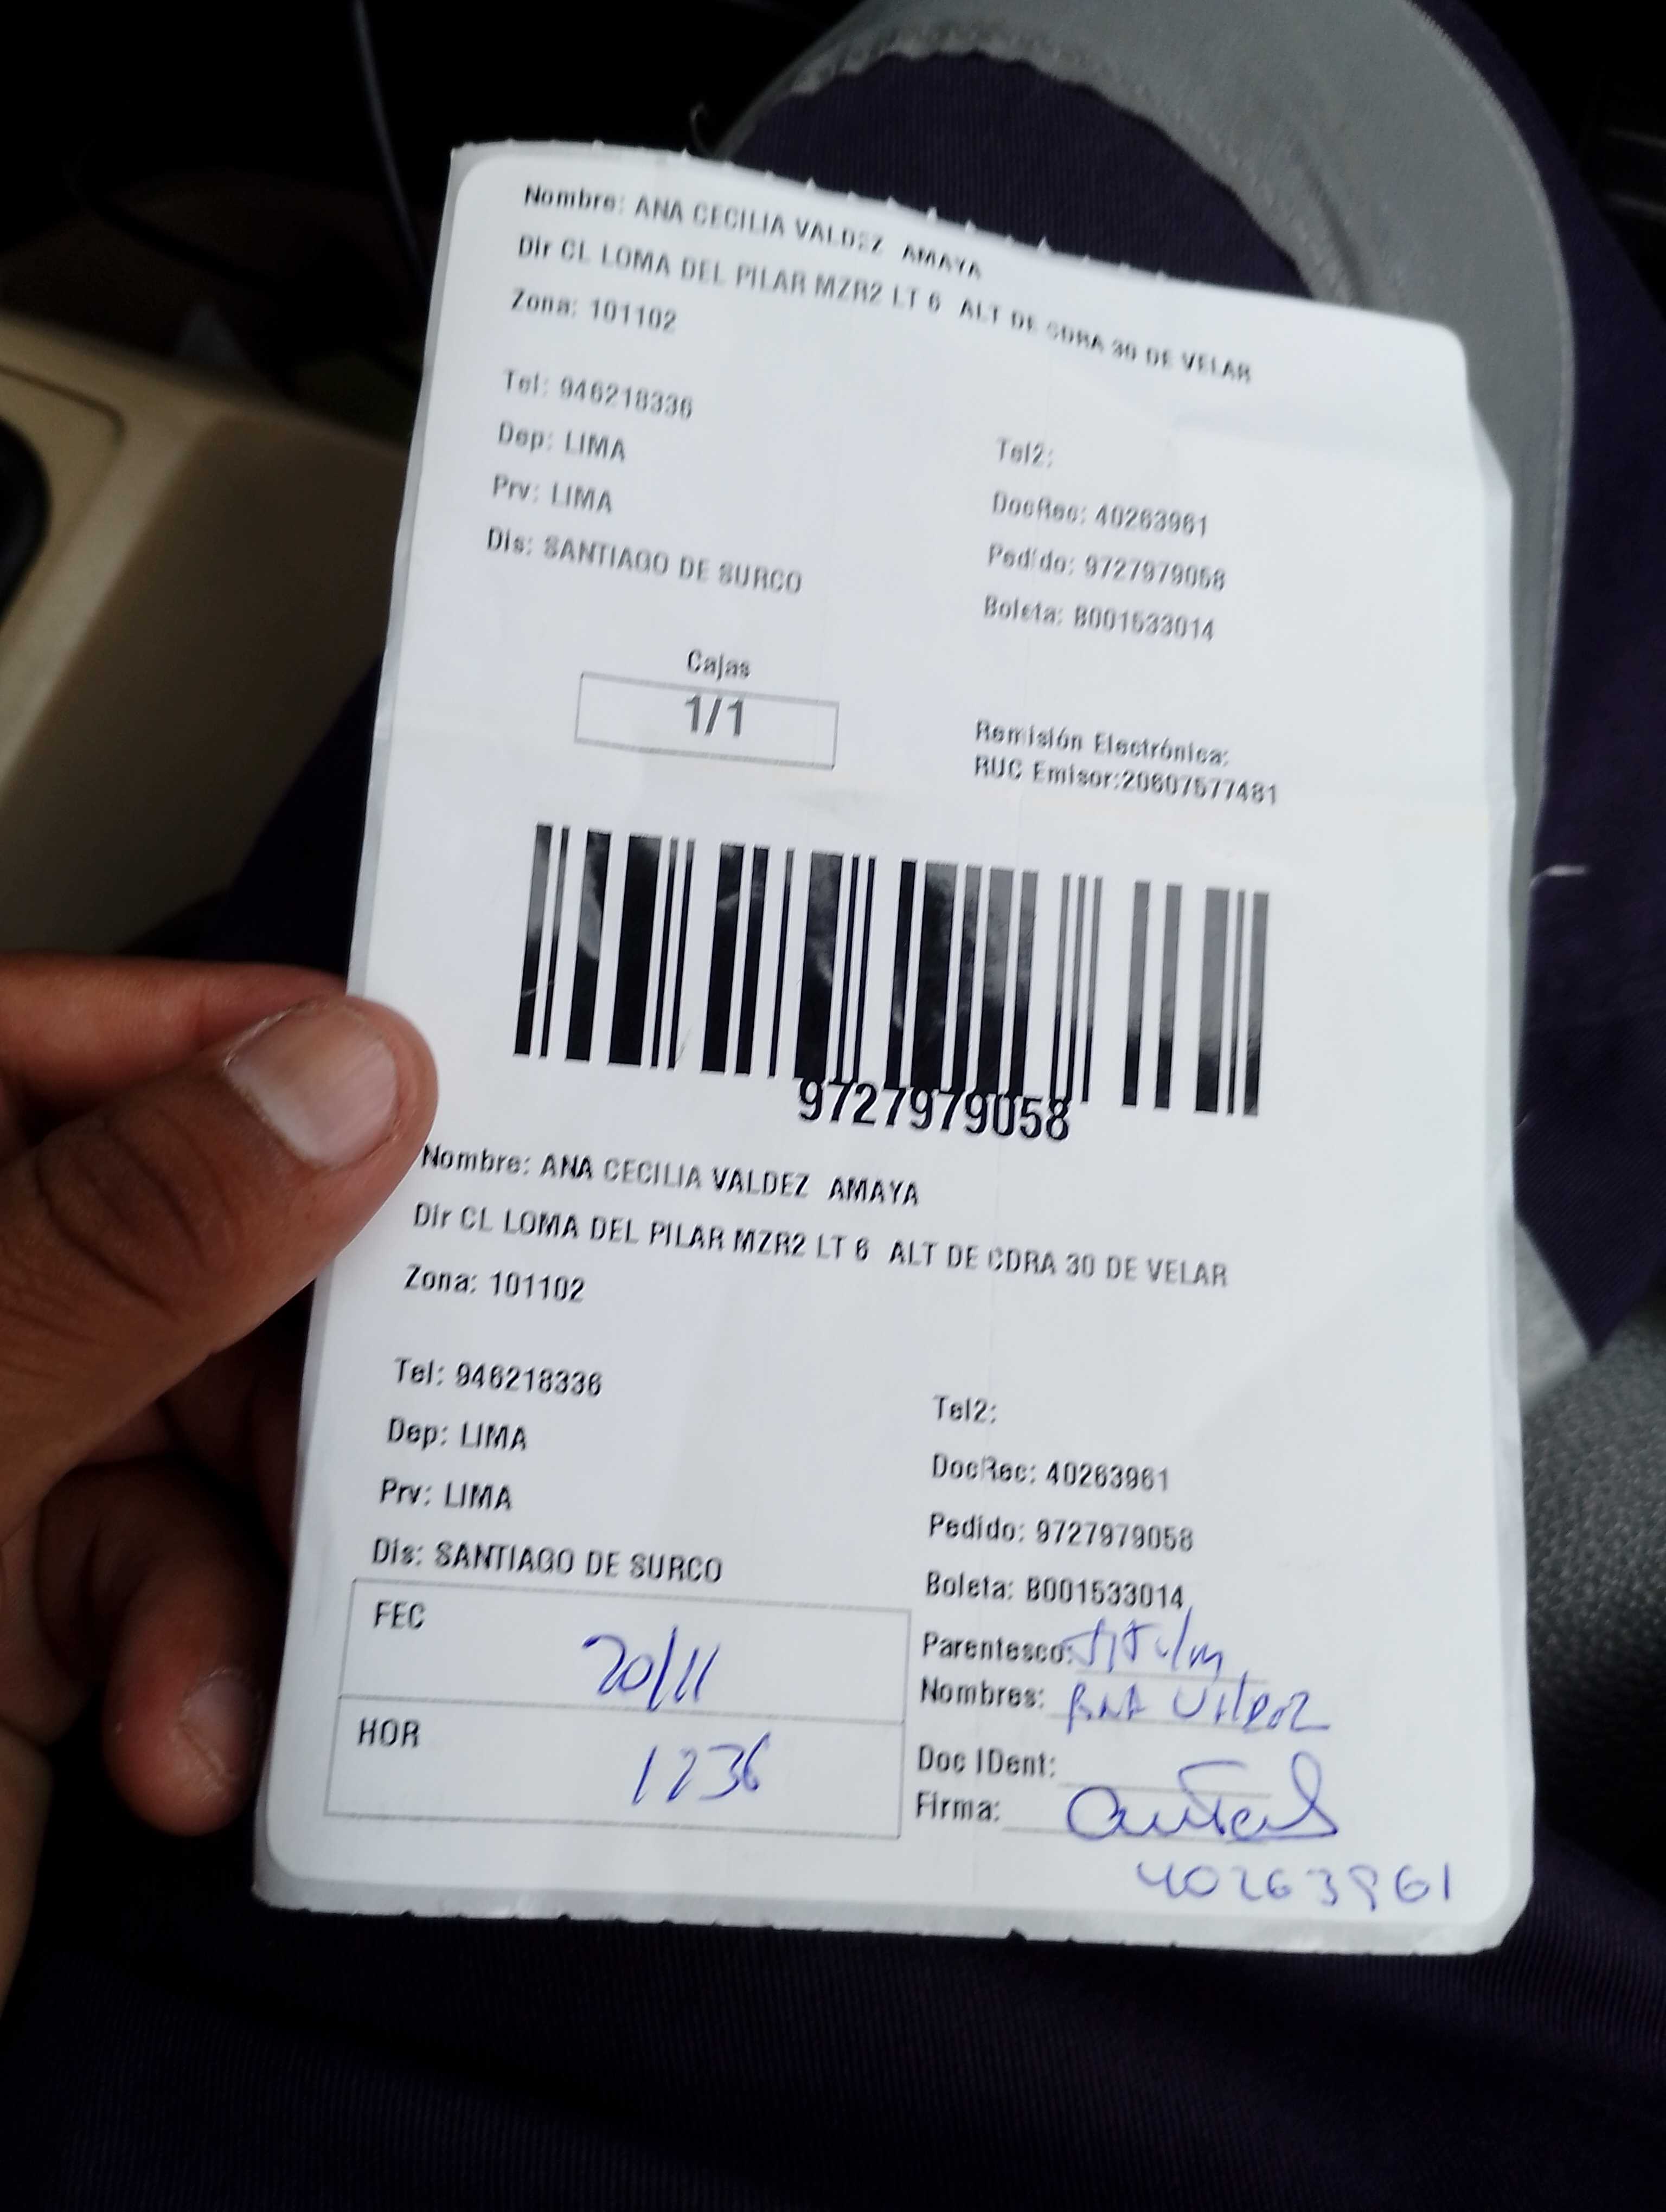 Nombre: ANA CECILIA VALDEZ AMAYA
Dir CL LOMA DEL PILAR MZR2 LT 6 ALT DE CDRA 30 DE VELAR
Zona: 101102
Tel: 946218336
Tel2:
Dep: LIMA
DocRec: 40263961
Prv: LIMA
Pedido: 9727979058
Dis: SANTIAGO DE SURCO
Boleta: B001533014
Cajas
1/1
Remisión Electrónica:
RUC Emisor:20607577481
9727979058
Nombre: ANA CECILIA VALDEZ AMAYA
Dir CL LOMA DEL PILAR MZR2 LT 6 ALT DE CDRA 30 DE VELAR
Zona: 101102
Tel: 946218336
Tel2:
Dep: LIMA
DocRec: 40263961
Prv: LIMA
Pedido: 9727979058
Dis: SANTIAGO DE SURCO
Boleta: B001533014
FEC 20/11
Parentesco:
Nombres: ANA
HOR 1236
Doc IDent:
Firma:
40263961